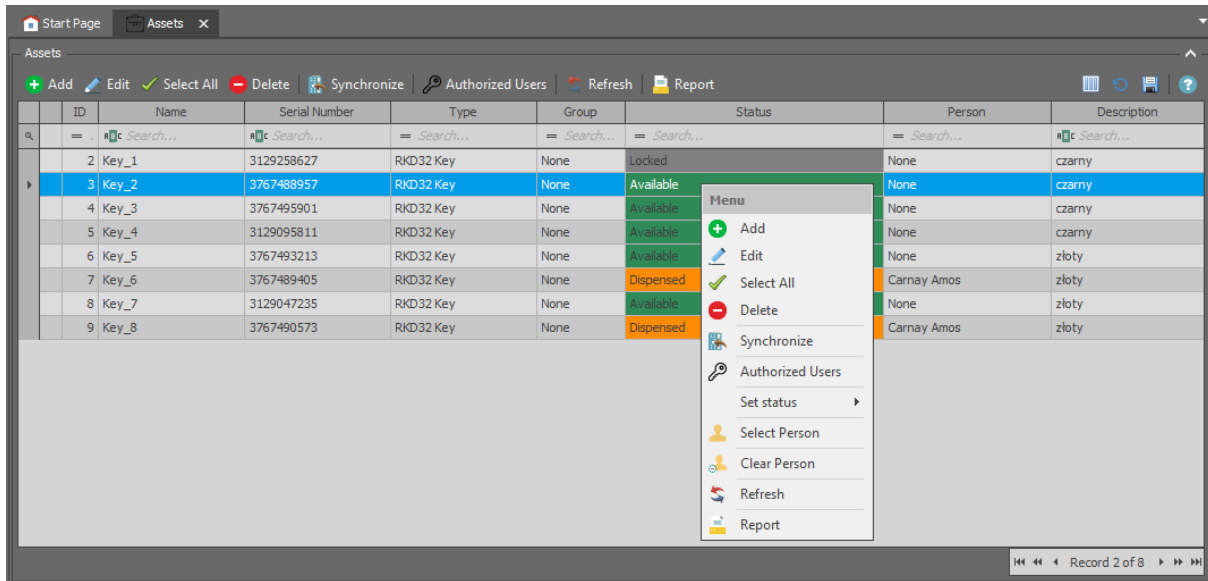 Start Page Assets
Assets
Add Edit Select All Delete Synchronize Authorized Users Refresh Report
ID Name Serial Number Type Group Status Person Description
= . Search... Search... = Search... = Search... = Search... = Search... Search...
2 Key_1 3129258627 RKD32 Key None Locked None czarny
3 Key_2 3767488957 RKD32 Key None Available None czarny
4 Key_3 3767495901 RKD32 Key None Available None czarny
5 Key_4 3129095811 RKD32 Key None Available None czarny
6 Key_5 3767493213 RKD32 Key None Available None złoty
7 Key_6 3767489405 RKD32 Key None Dispensed Carnay Amos złoty
8 Key_7 3129047235 RKD32 Key None Available None złoty
9 Key_8 3767490573 RKD32 Key None Dispensed Carnay Amos złoty
Menu
Add
Edit
Select All
Delete
Synchronize
Authorized Users
Set status
Select Person
Clear Person
Refresh
Report
Record 2 of 8